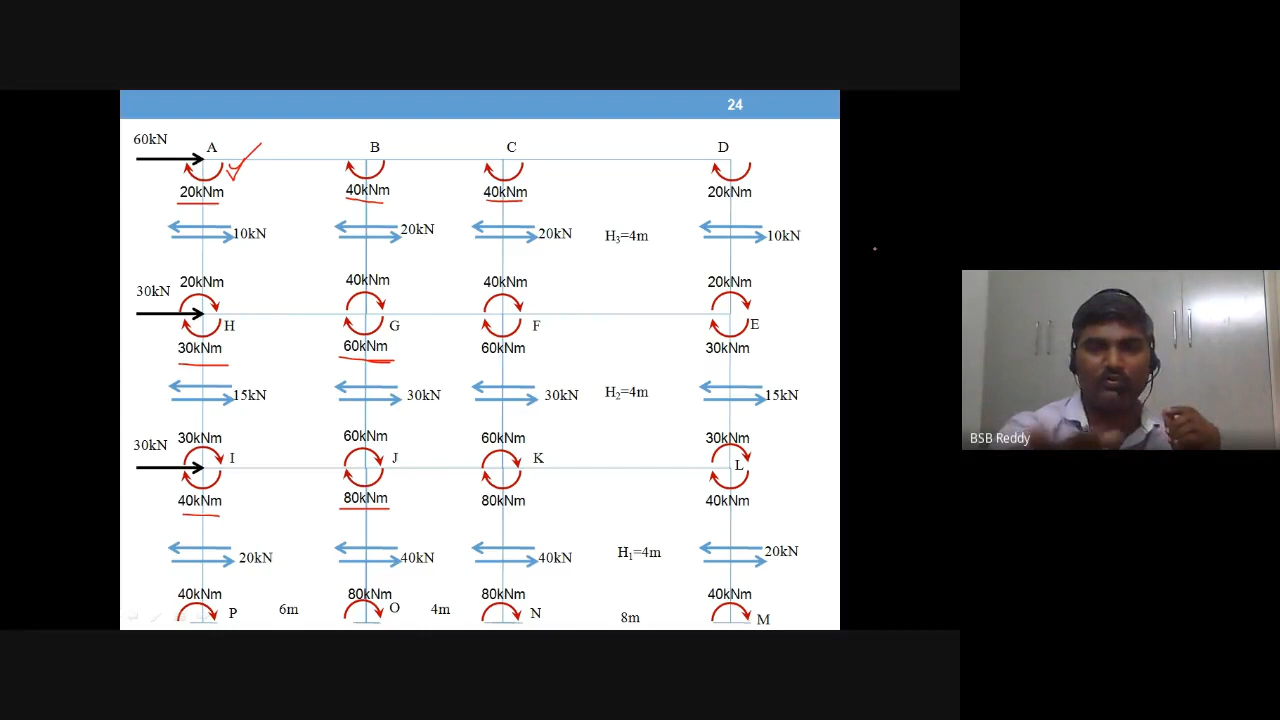 24
60kN
A B C D
20kNm 40kNm 40kNm 20kNm
10kN 20kN 20kN H3=4m 10kN
20kNm 40kNm 40kNm 20kNm
30kN
H G F E
30kNm 60kNm 60kNm 30kNm
15kN 30kN 30kN H2=4m 15kN
30kNm 60kNm 60kNm 30kNm
30kN
I J K L
40kNm 80kNm 80kNm 40kNm
20kN 40kN 40kN H1=4m 20kN
40kNm 80kNm 80kNm 40kNm
P 6m O 4m N 8m M
BSB Reddy